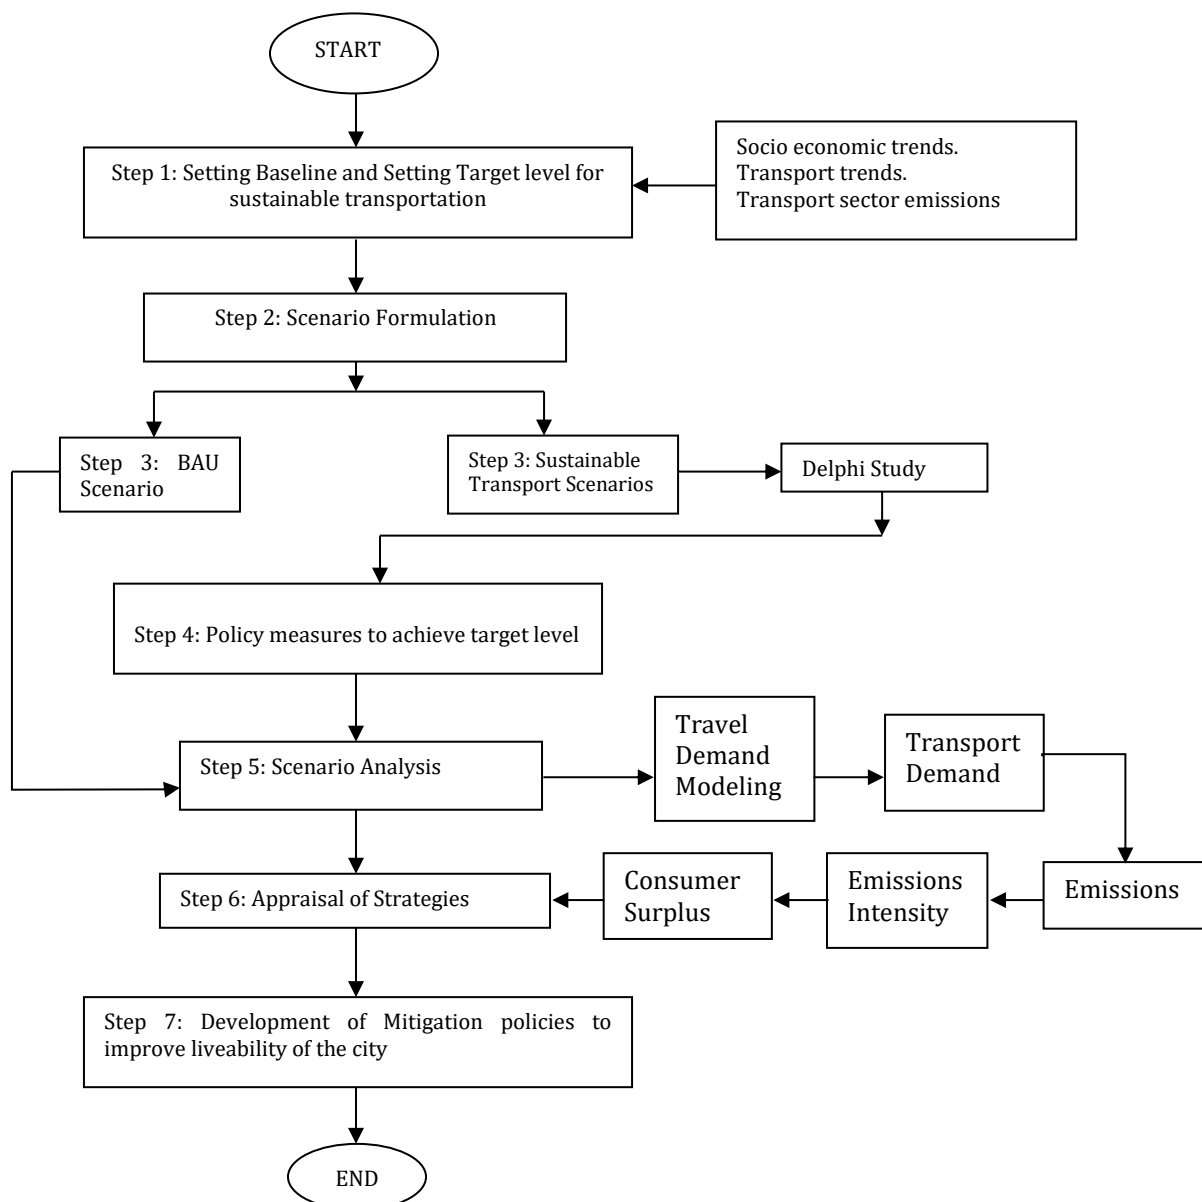 START
Step 1: Setting Baseline and Setting Target level for
sustainable transportation
Socio economic trends.
Transport trends.
Transport sector emissions
Step 2: Scenario Formulation
Step 3: BAU
Scenario
Step 3: Sustainable
Transport Scenarios
Delphi Study
Step 4: Policy measures to achieve target level
Step 5: Scenario Analysis
Travel
Demand
Modeling
Transport
Demand
Step 6: Appraisal of Strategies
Consumer
Surplus
Emissions
Intensity
Emissions
Step 7: Development of Mitigation policies to
improve liveability of the city
END